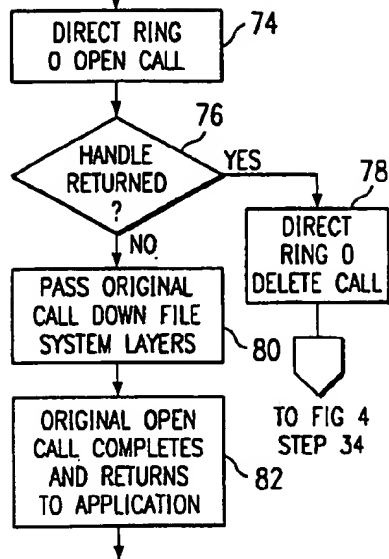 DIRECT RING
0 OPEN CALL
74
76
HANDLE
RETURNED
?
YES
NO
78
DIRECT
RING 0
DELETE CALL
PASS ORIGINAL
CALL DOWN FILE
SYSTEM LAYERS
80
TO FIG 4
STEP 34
ORIGINAL OPEN
CALL COMPLETES
AND RETURNS
TO APPLICATION
82